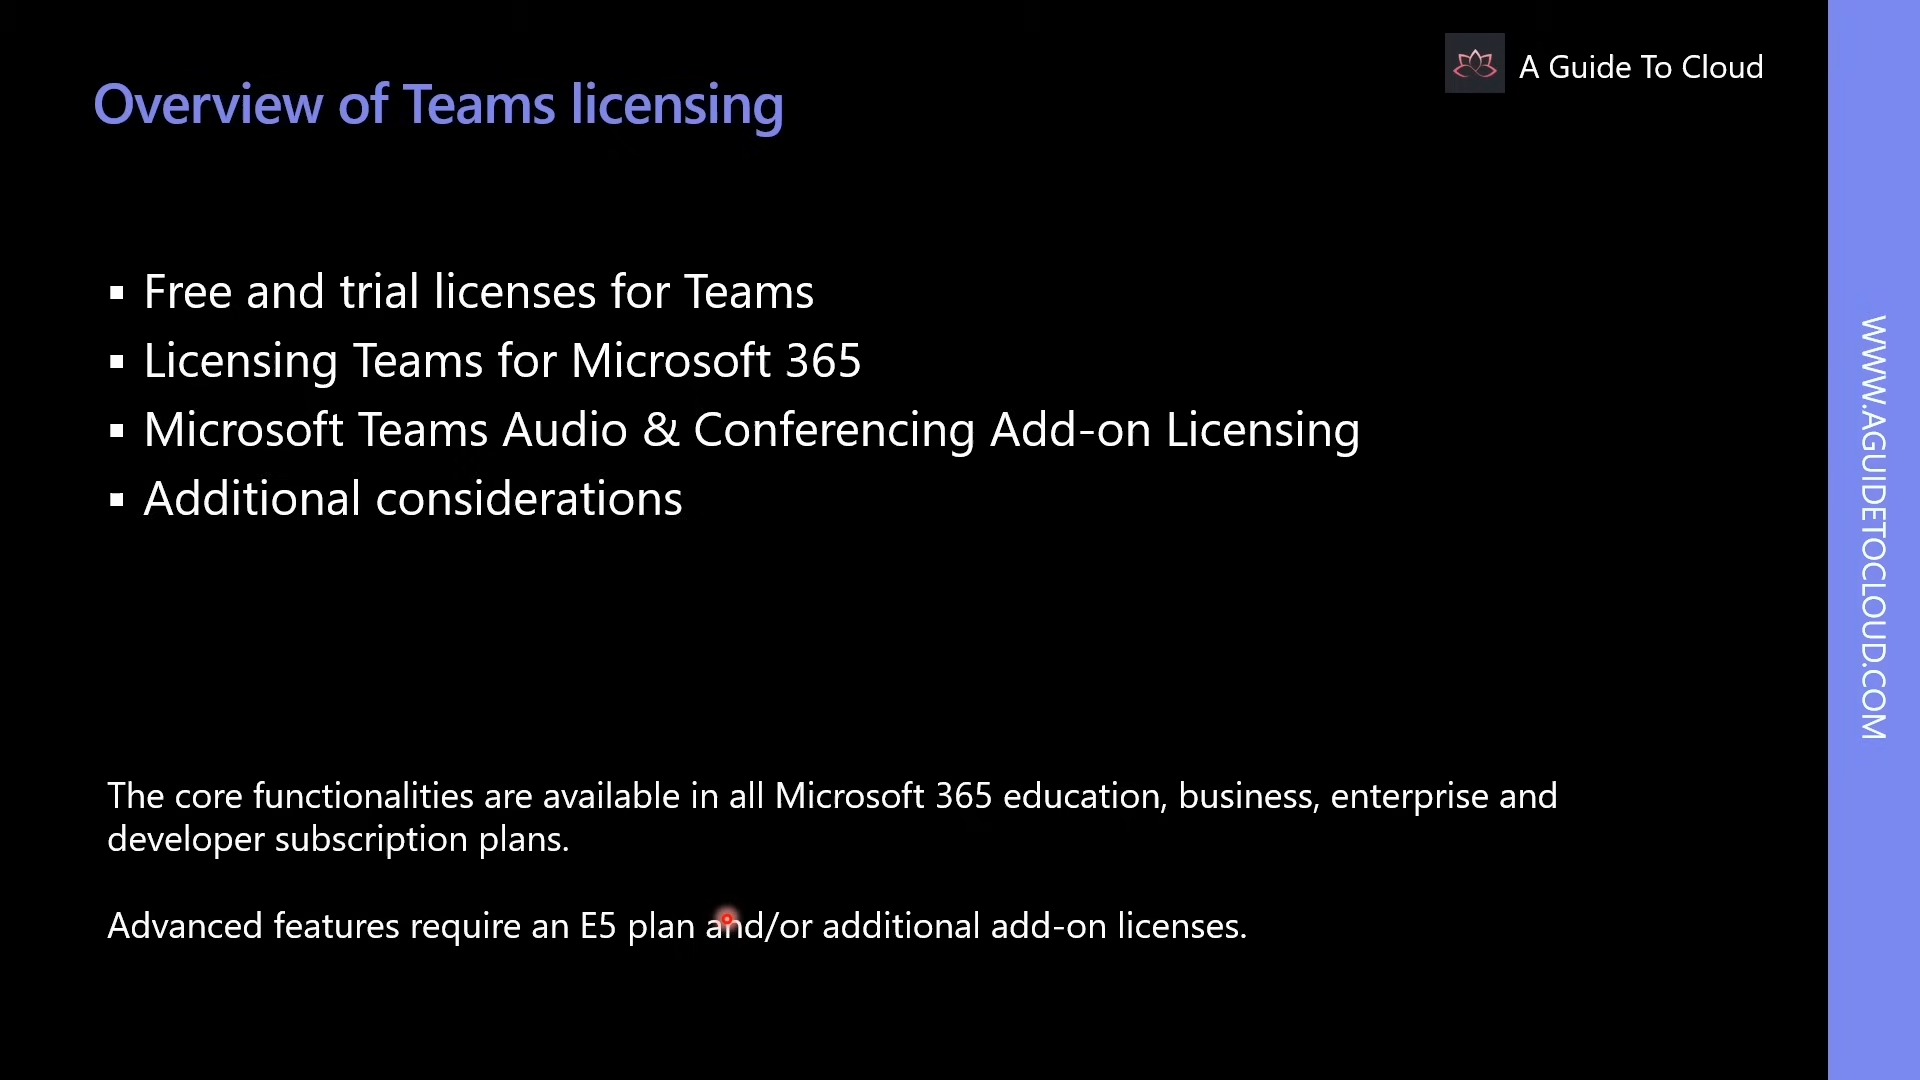 A Guide To Cloud
Overview of Teams licensing
▪ Free and trial licenses for Teams
▪ Licensing Teams for Microsoft 365
▪ Microsoft Teams Audio & Conferencing Add-on Licensing
▪ Additional considerations
The core functionalities are available in all Microsoft 365 education, business, enterprise and
developer subscription plans.
Advanced features require an E5 plan and/or additional add-on licenses.
WWW.AGUIDETOCLOUD.COM